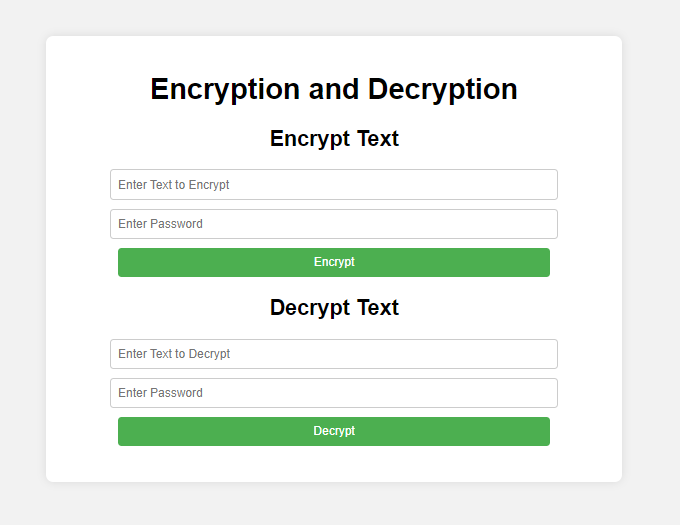 Encryption and Decryption
Encrypt Text
Enter Text to Encrypt
Enter Password
Encrypt
Decrypt Text
Enter Text to Decrypt
Enter Password
Decrypt